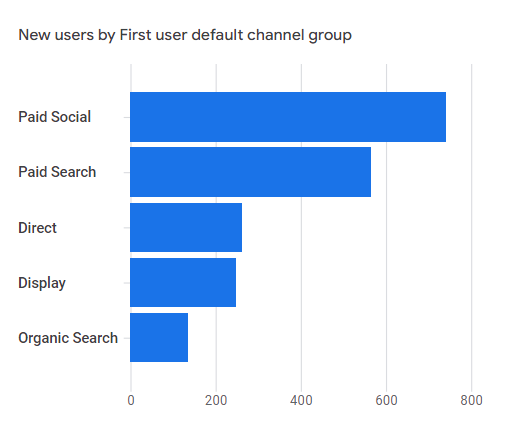 New users by First user default channel group
Paid Social
Paid Search
Direct
Display
Organic Search
0 200 400 600 800